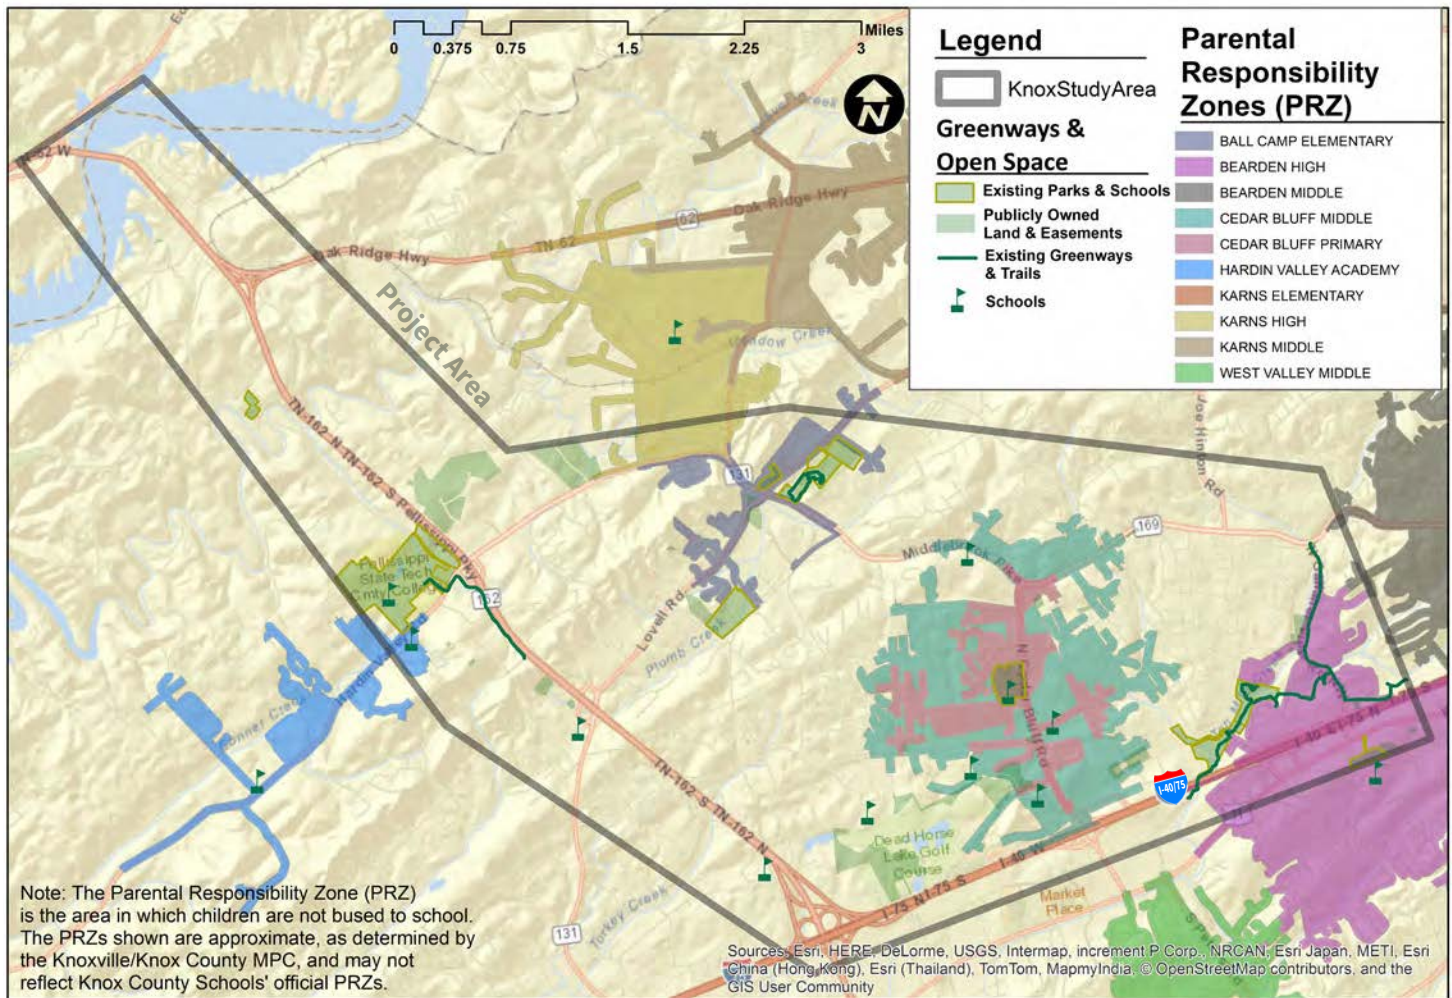 0
0.375
0.75
1.5
2.25
3
Miles
N
Legend
KnoxStudyArea
Greenways &
Open Space
Existing Parks & Schools
Publicly Owned
Land & Easements
Existing Greenways
& Trails
Schools
Parental
Responsibility
Zones (PRZ)
BALL CAMP ELEMENTARY
BEARDEN HIGH
BEARDEN MIDDLE
CEDAR BLUFF MIDDLE
CEDAR BLUFF PRIMARY
HARDIN VALLEY ACADEMY
KARNS ELEMENTARY
KARNS HIGH
KARNS MIDDLE
WEST VALLEY MIDDLE
Oak Ridge Hwy
TN 62
62
Oak Ridge Hwy
Project Area
Meadow Creek
TN-162 N TN-162 S Pellissippi Pky
131
Joe Hinton Rd
169
Middlebrook Pike
Pellissippi
State Tech
Cmty College
162
Lovell Rd
Plumb Creek
Bluff Rd
I-40 E I-75 N I-75 S
I-40/75
TN-162 S TN-162 N
Dead Horse
Lake Golf
Course
I-40 W
I-75 N I-75 S
Market
Place
Turkey Creek
131
Note: The Parental Responsibility Zone (PRZ)
is the area in which children are not bused to school.
The PRZs shown are approximate, as determined by
the Knoxville/Knox County MPC, and may not
reflect Knox County Schools' official PRZs.
Sources: Esri, HERE, DeLorme, USGS, Intermap, increment P Corp., NRCAN, Esri Japan, METI, Esri
China (Hong Kong), Esri (Thailand), TomTom, MapmyIndia, © OpenStreetMap contributors, and the
GIS User Community